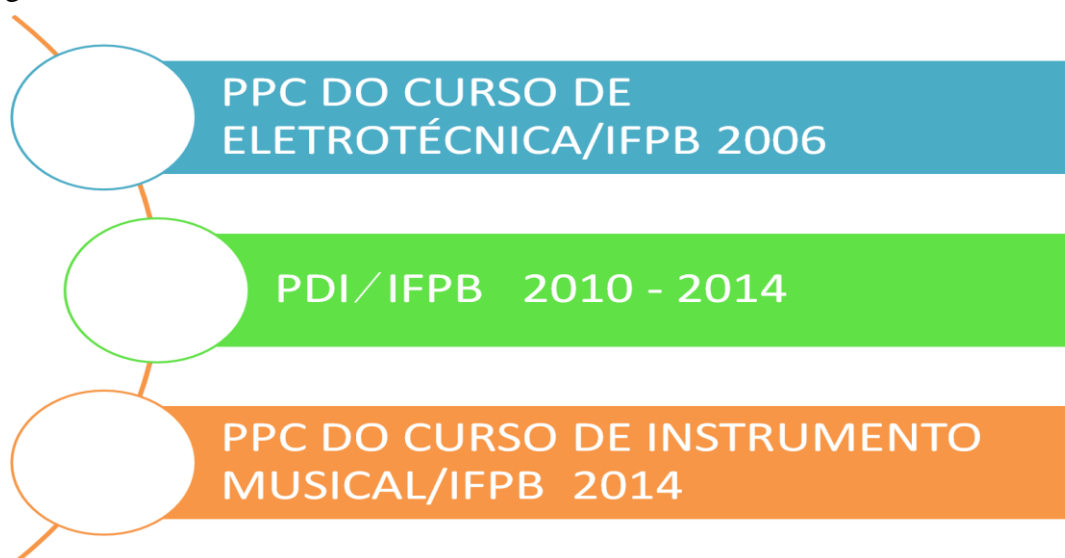 PPC DO CURSO DE
ELETROTÉCNICA/IFPB 2006
PDI/IFPB 2010 - 2014
PPC DO CURSO DE INSTRUMENTO
MUSICAL/IFPB 2014